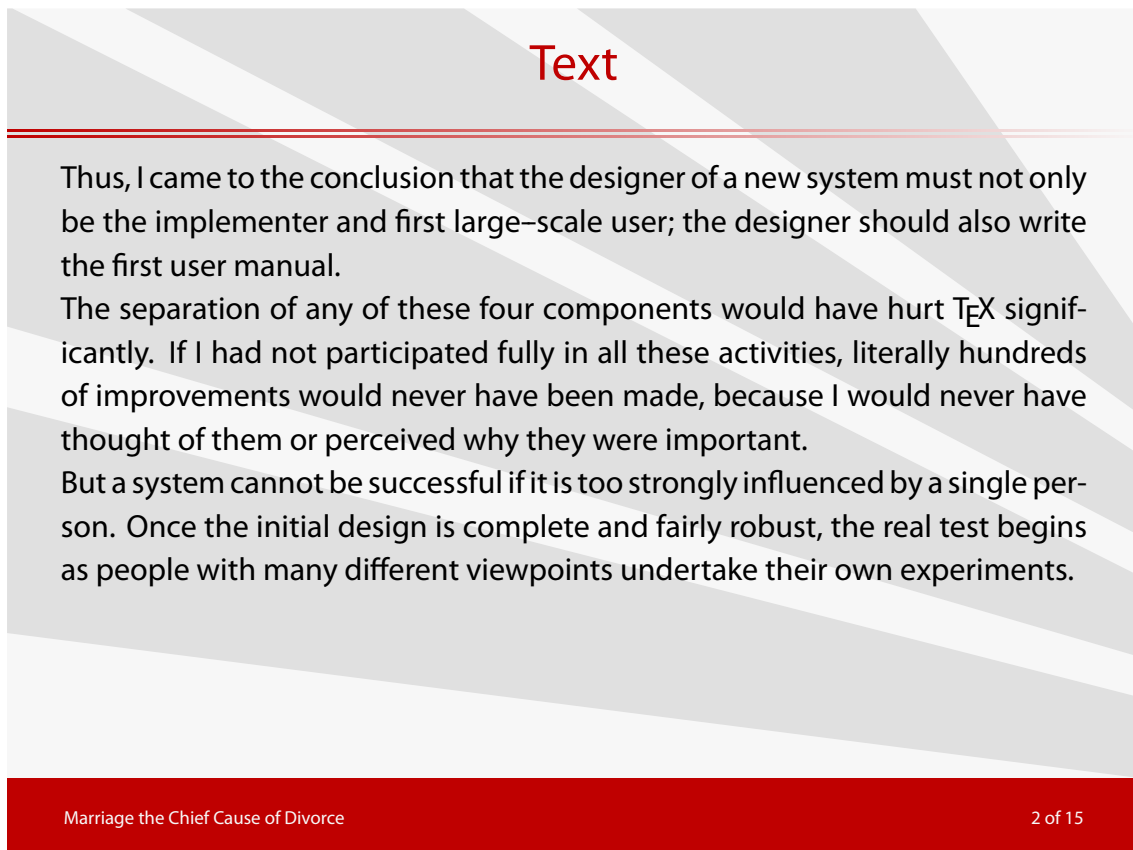 Text
Thus, I came to the conclusion that the designer of a new system must not only
be the implementer and first large–scale user; the designer should also write
the first user manual.
The separation of any of these four components would have hurt TEX signif-
icantly. If I had not participated fully in all these activities, literally hundreds
of improvements would never have been made, because I would never have
thought of them or perceived why they were important.
But a system cannot be successful if it is too strongly influenced by a single per-
son. Once the initial design is complete and fairly robust, the real test begins
as people with many different viewpoints undertake their own experiments.
Marriage the Chief Cause of Divorce
2 of 15